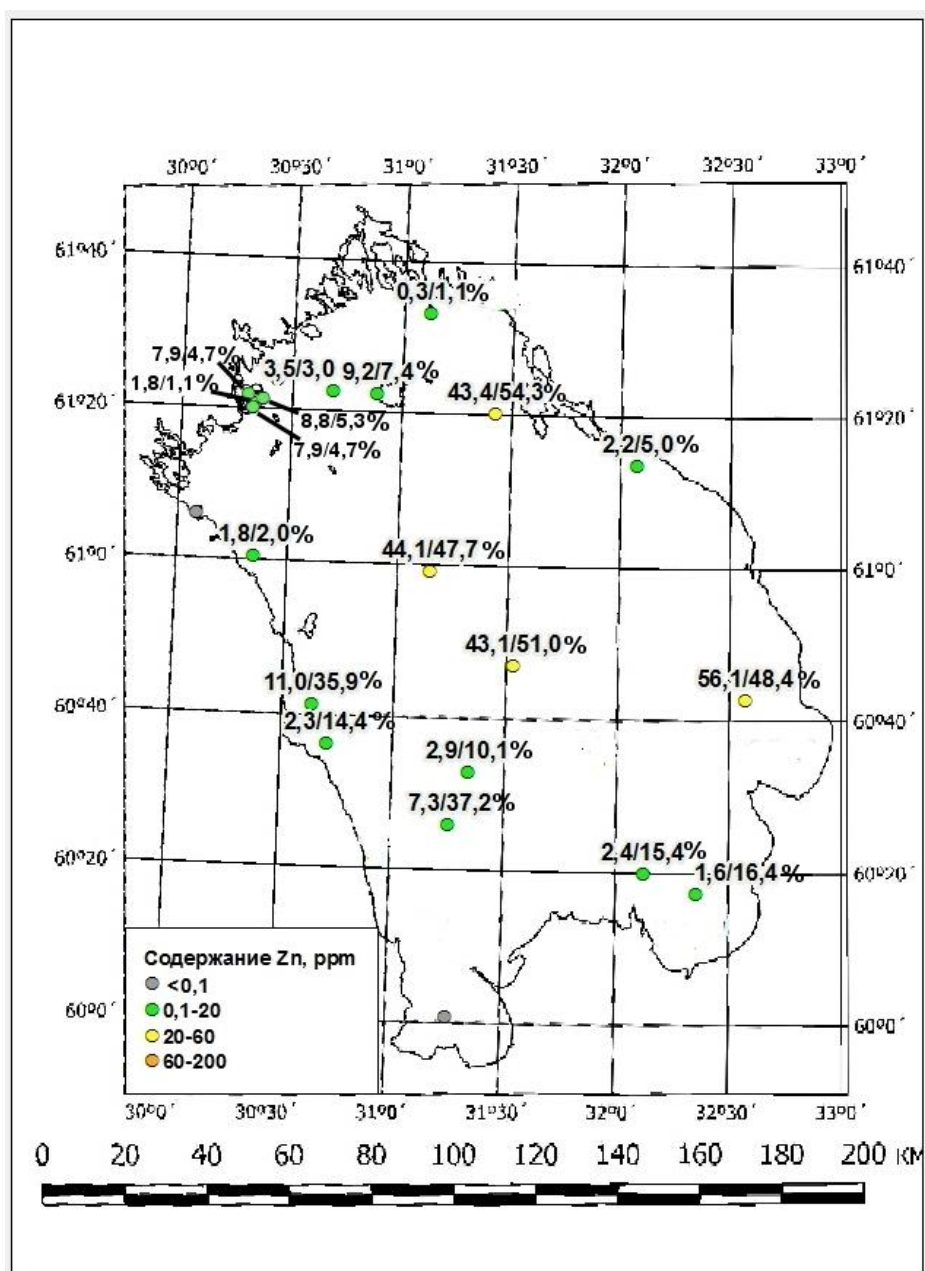 30º0´ 30º30´ 31º0´ 31º30´ 32º0´ 32º30´ 33º0´
61º40´
61º40´
0,3/1,1%
7,9/4,7%
3,5/3,0 9,2/7,4%
1,8/1,1%
43,4/54,3%
61º20´
61º20´
8,8/5,3%
7,9/4,7%
2,2/5,0%
1,8/2,0%
61º0´
44,1/47,7%
61º0´
43,1/51,0%
11,0/35,9%
56,1/48,4%
60º40´
2,3/14,4%
60º40´
2,9/10,1%
7,3/37,2%
60º20´
2,4/15,4%
1,6/16,4%
60º20´
Содержание Zn, ppm
<0,1
0,1-20
20-60
60-200
60º0´
60º0´
30º0´ 30º30´ 31º0´ 31º30´ 32º0´ 32º30´ 33º0´
0 20 40 60 80 100 120 140 160 180 200 КМ